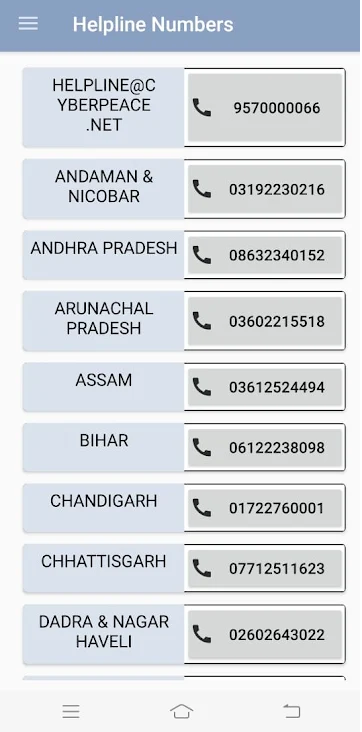 Helpline Numbers
HELPLINE@C
YBERPEACE
.NET
9570000066
ANDAMAN &
NICOBAR
03192230216
ANDHRA PRADESH
08632340152
ARUNACHAL
PRADESH
03602215518
ASSAM
03612524494
BIHAR
06122238098
CHANDIGARH
01722760001
CHHATTISGARH
07712511623
DADRA & NAGAR
HAVELI
02602643022